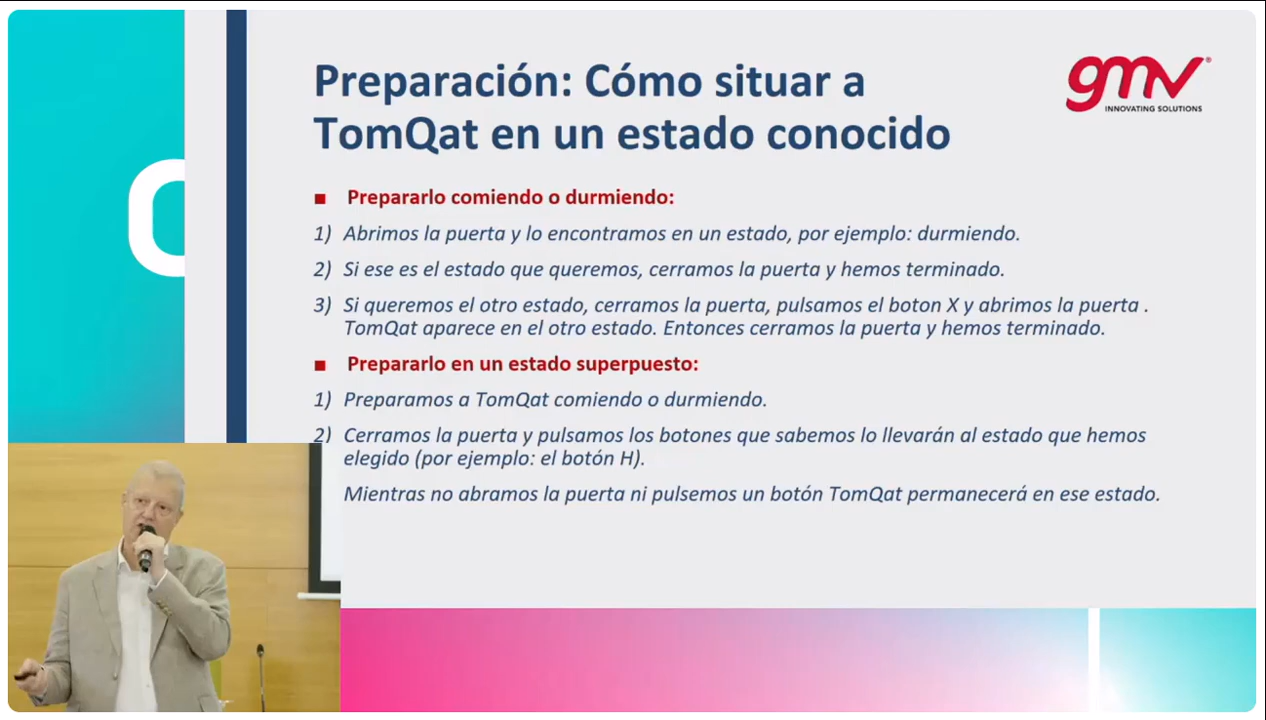 Preparación: Cómo situar a
TomQat en un estado conocido
gmv®
INNOVATING SOLUTIONS
■ Prepararlo comiendo o durmiendo:
1) Abrimos la puerta y lo encontramos en un estado, por ejemplo: durmiendo.
2) Si ese es el estado que queremos, cerramos la puerta y hemos terminado.
3) Si queremos el otro estado, cerramos la puerta, pulsamos el boton X y abrimos la puerta .
TomQat aparece en el otro estado. Entonces cerramos la puerta y hemos terminado.
■ Prepararlo en un estado superpuesto:
1) Preparamos a TomQat comiendo o durmiendo.
2) Cerramos la puerta y pulsamos los botones que sabemos lo llevarán al estado que hemos
elegido (por ejemplo: el botón H).
Mientras no abramos la puerta ni pulsemos un botón TomQat permanecerá en ese estado.